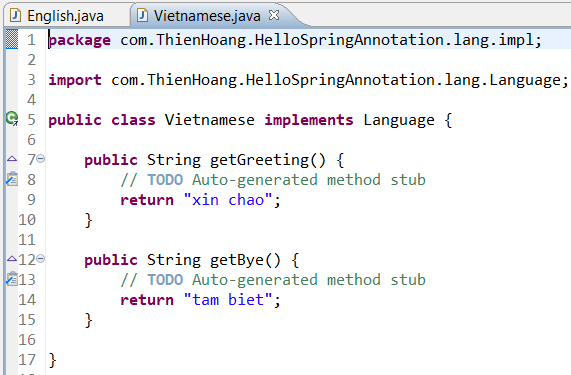 English.java Vietnamese.java
1 package com.ThienHoang.HelloSpringAnnotation.lang.impl;
2
3 import com.ThienHoang.HelloSpringAnnotation.lang.Language;
4
5 public class Vietnamese implements Language {
6
7 public String getGreeting() {
8 // TODO Auto-generated method stub
9 return "xin chao";
10 }
11
12 public String getBye() {
13 // TODO Auto-generated method stub
14 return "tam biet";
15 }
16
17 }